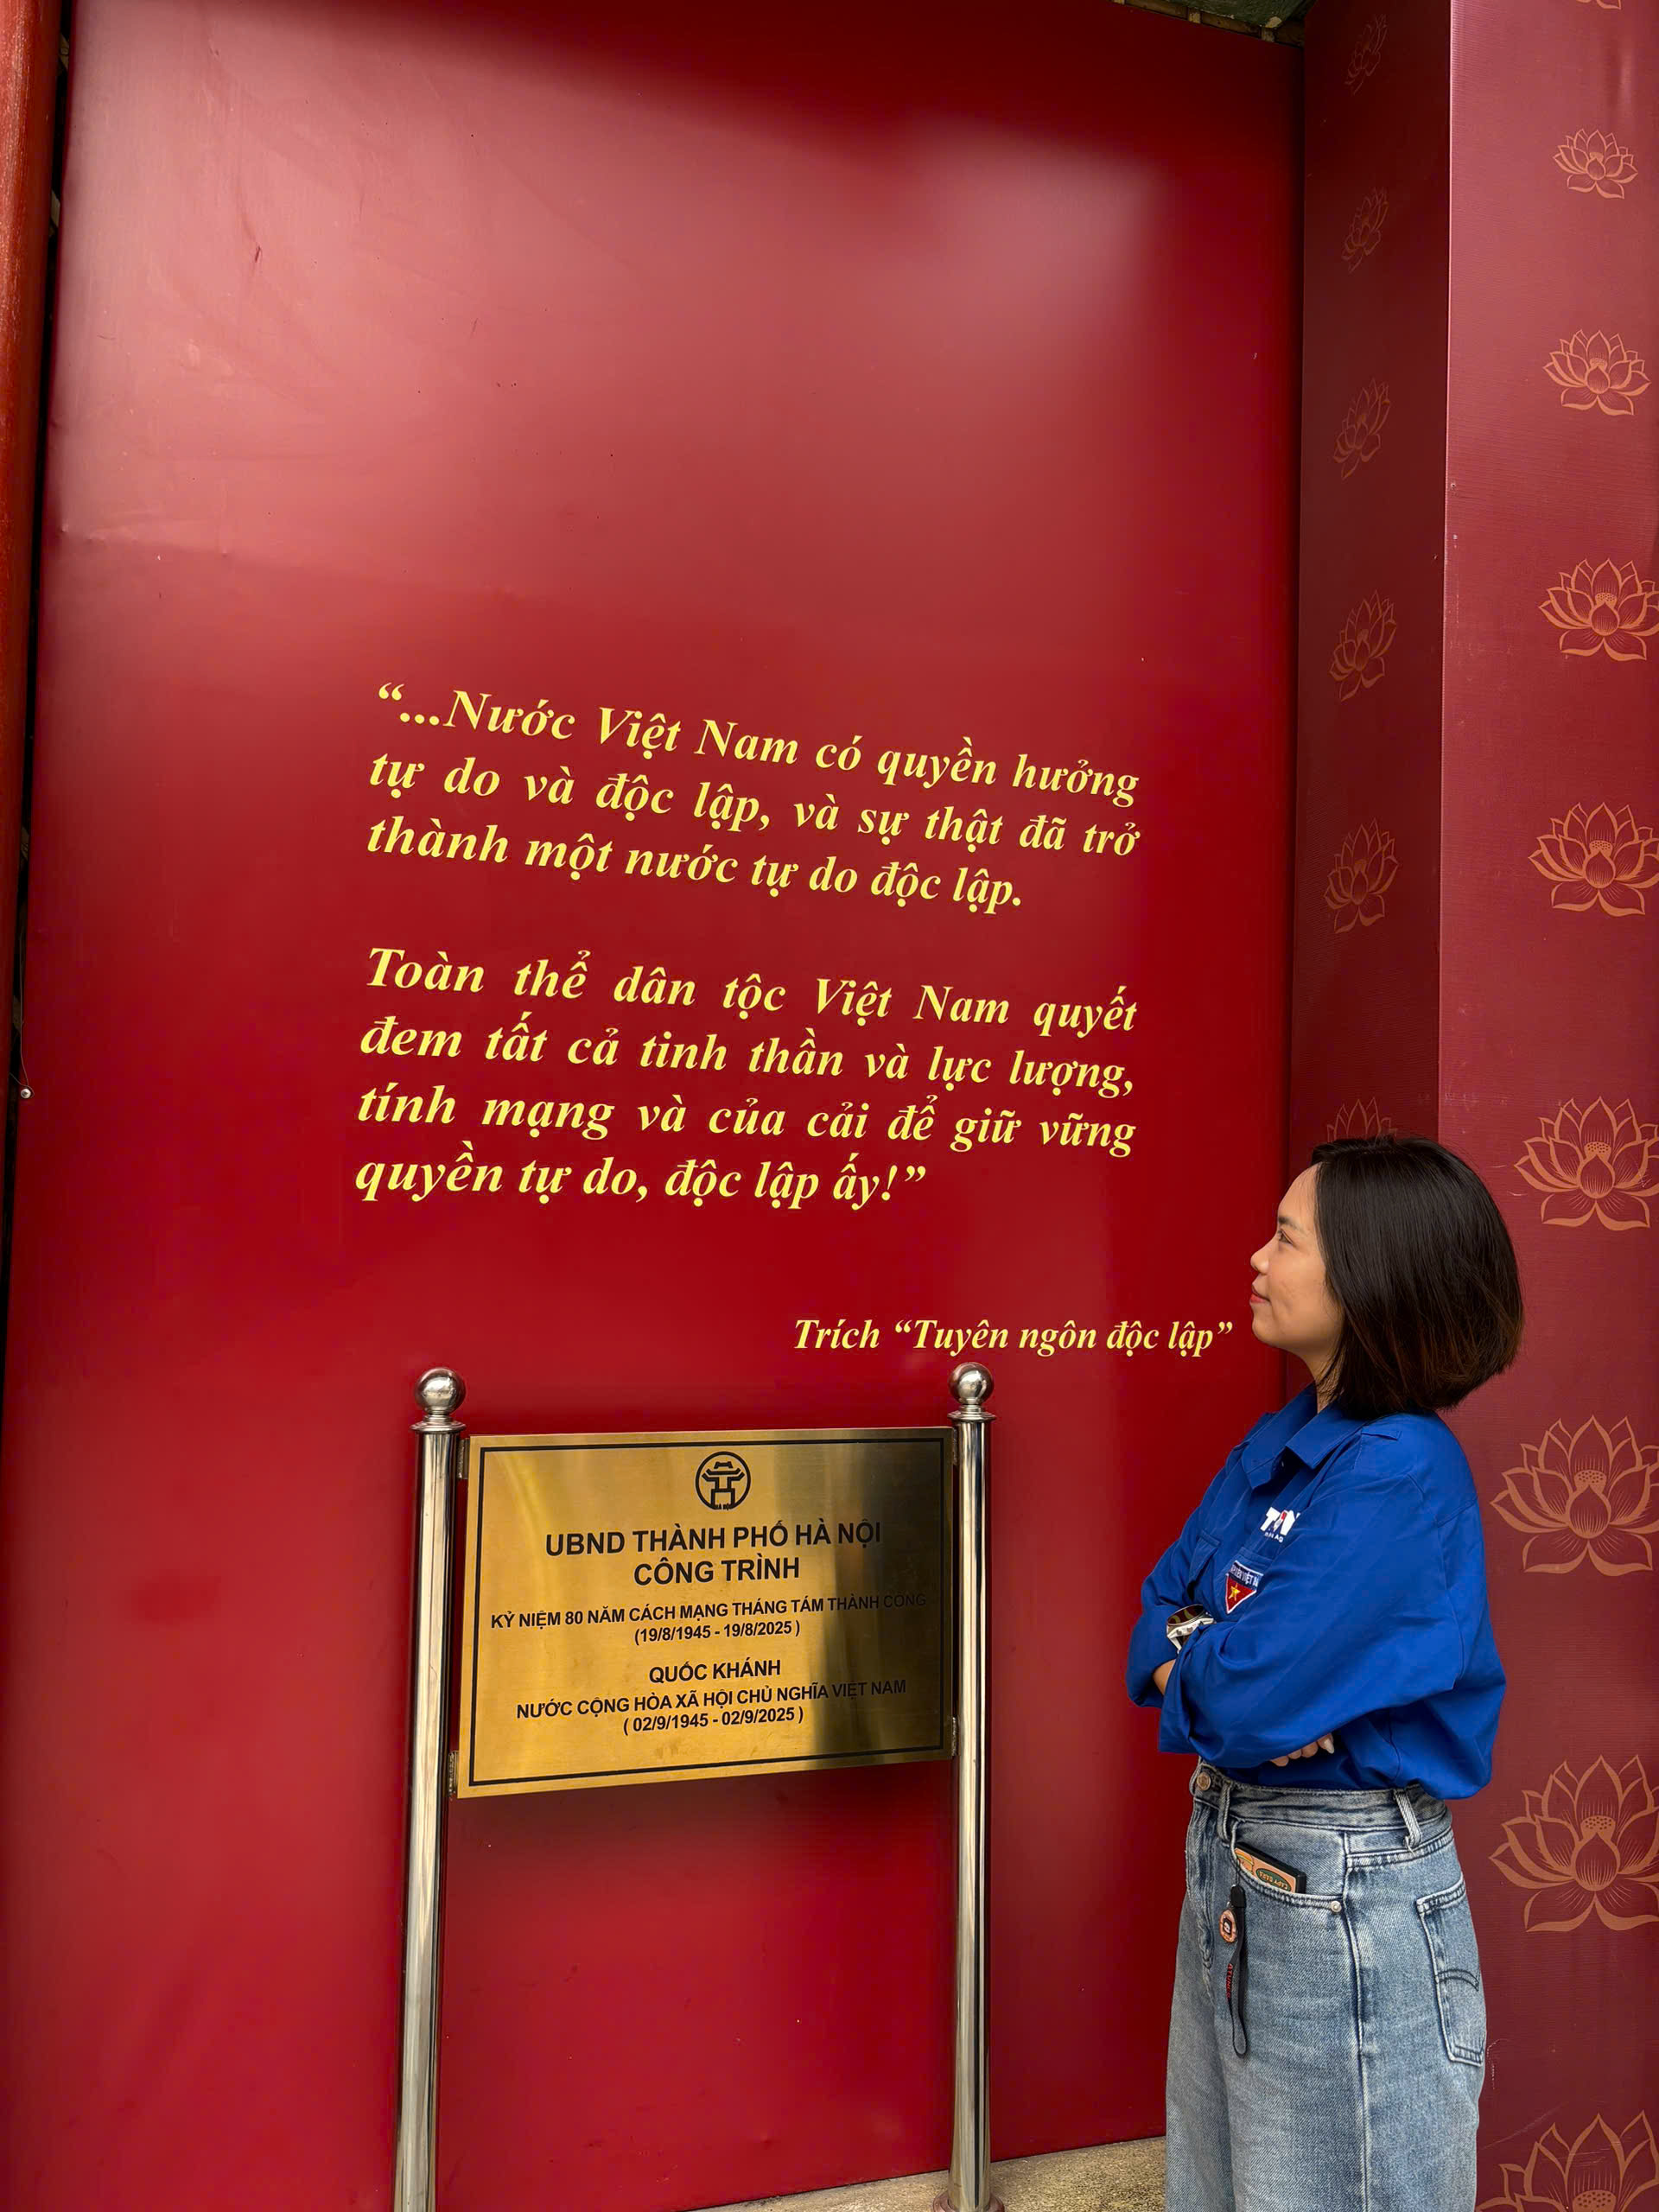 “...Nước Việt Nam có quyền hưởng
tự do và độc lập, và sự thật đã trở
thành một nước tự do độc lập.
Toàn thể dân tộc Việt Nam quyết
đem tất cả tinh thần và lực lượng,
tính mạng và của cải để giữ vững
quyền tự do, độc lập ấy!”
Trích “Tuyên ngôn độc lập”
HÀ NỘI
UBND THÀNH PHỐ HÀ NỘI
CÔNG TRÌNH
KỶ NIỆM 80 NĂM CÁCH MẠNG THÁNG TÁM THÀNH CÔNG
(19/8/1945 - 19/8/2025 )
QUỐC KHÁNH
NƯỚC CỘNG HÒA XÃ HỘI CHỦ NGHĨA VIỆT NAM
( 02/9/1945 - 02/9/2025 )